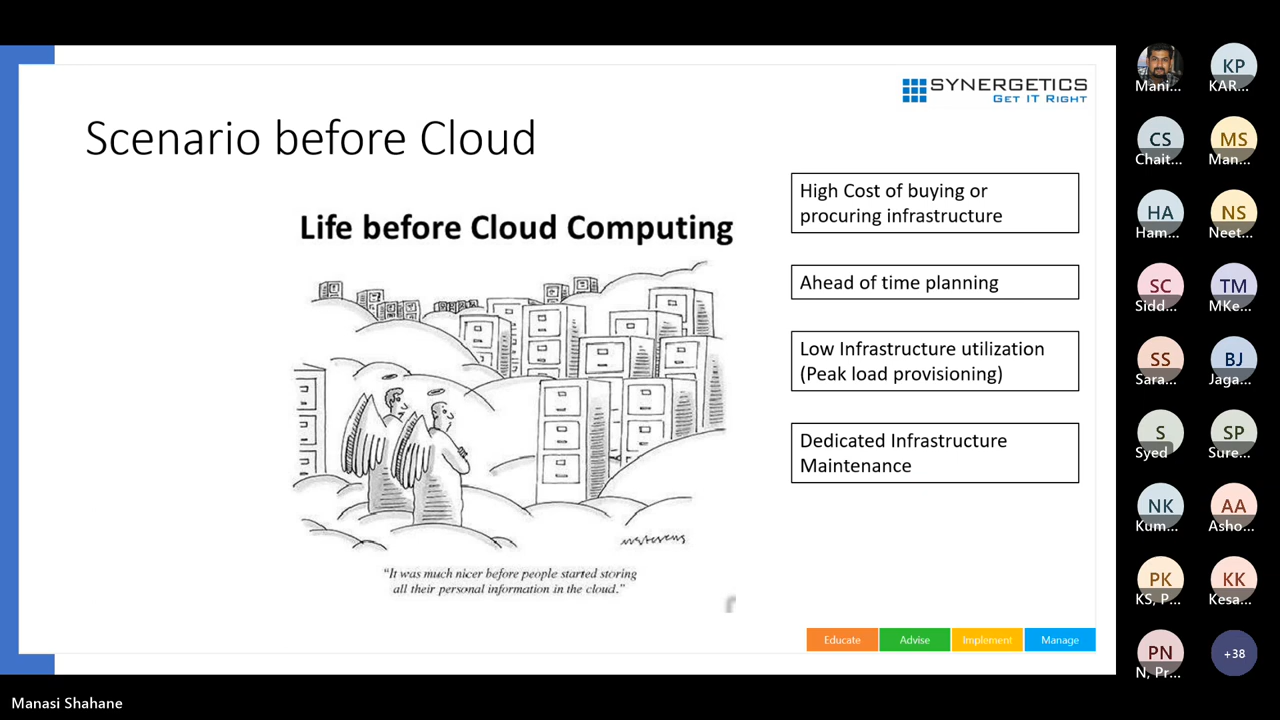 SYNERGETICS
GET IT RIGHT
Scenario before Cloud
Life before Cloud Computing
"It was much nicer before people started storing
all their personal information in the cloud."
High Cost of buying or
procuring infrastructure
Ahead of time planning
Low Infrastructure utilization
(Peak load provisioning)
Dedicated Infrastructure
Maintenance
Educate
Advise
Implement
Manage
Mani...
KP
KAR...
CS
Chait...
MS
Man...
HA
Ham...
NS
Neet...
SC
Sidd...
TM
MKe...
SS
Sara...
BJ
Jaga...
S
Syed
SP
Sure...
NK
Kum...
AA
Asho...
PK
KS, P...
KK
Kesa...
PN
N, Pr...
+38
Manasi Shahane